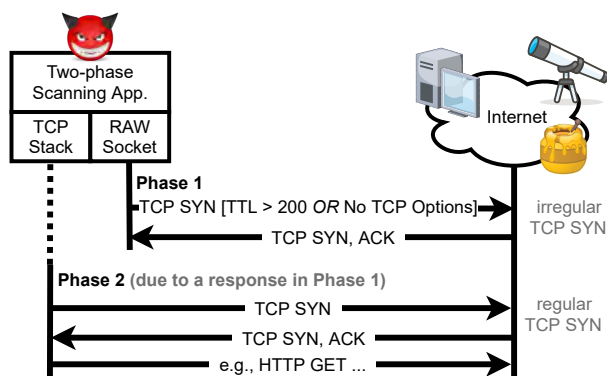 Two-phase
Scanning App.
TCP
Stack
RAW
Socket
Internet
Phase 1
TCP SYN [TTL > 200 OR No TCP Options]
irregular
TCP SYN
TCP SYN, ACK
Phase 2 (due to a response in Phase 1)
TCP SYN
regular
TCP SYN
TCP SYN, ACK
e.g., HTTP GET ...